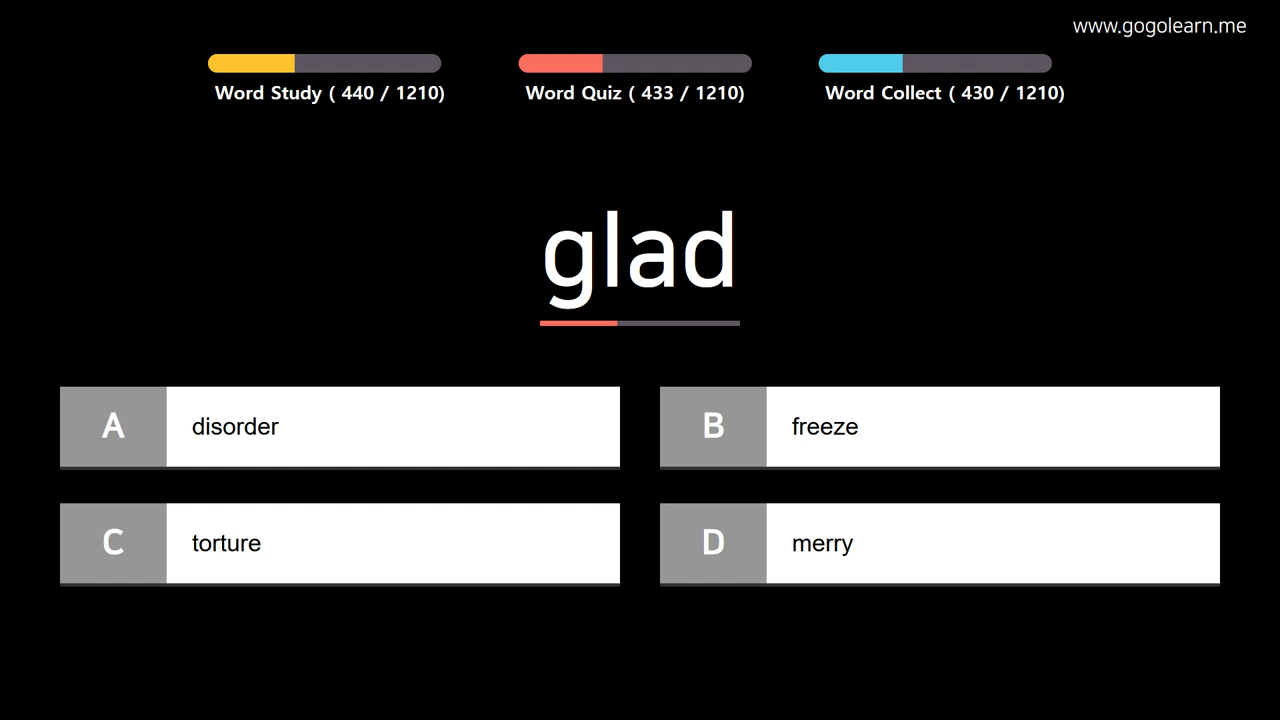 www.gogolearn.me
Word Study ( 440 / 1210)
Word Quiz ( 433 / 1210)
Word Collect ( 430 / 1210)
glad
A disorder
B freeze
C torture
D merry